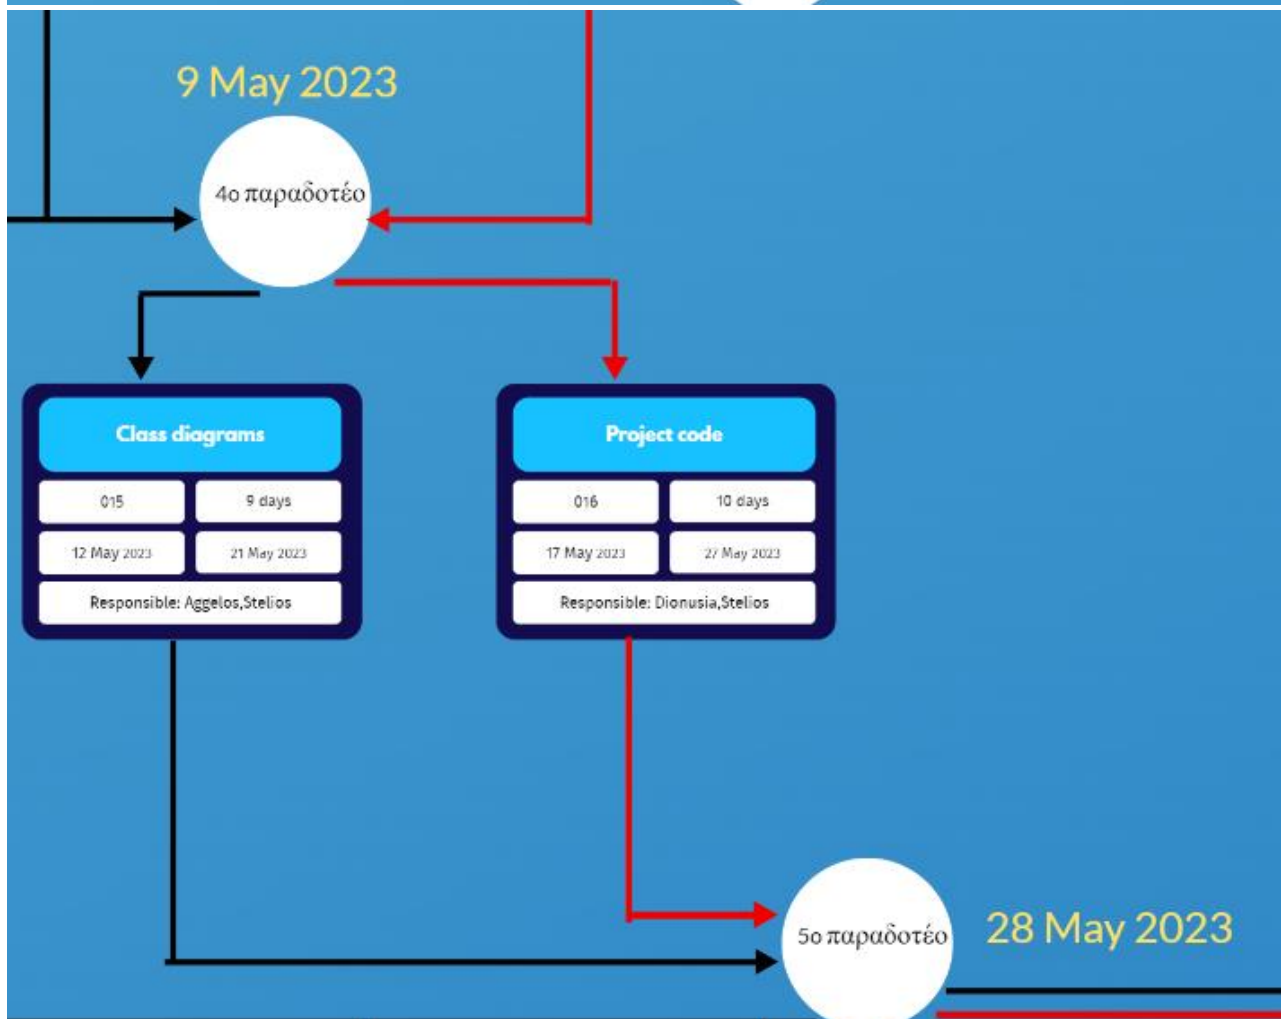 9 May 2023
4ο παραδοτέο
Class diagrams
015
9 days
12 May 2023
21 May 2023
Responsible: Aggelos,Stelios
Project code
016
10 days
17 May 2023
27 May 2023
Responsible: Dionusia,Stelios
5ο παραδοτέο
28 May 2023